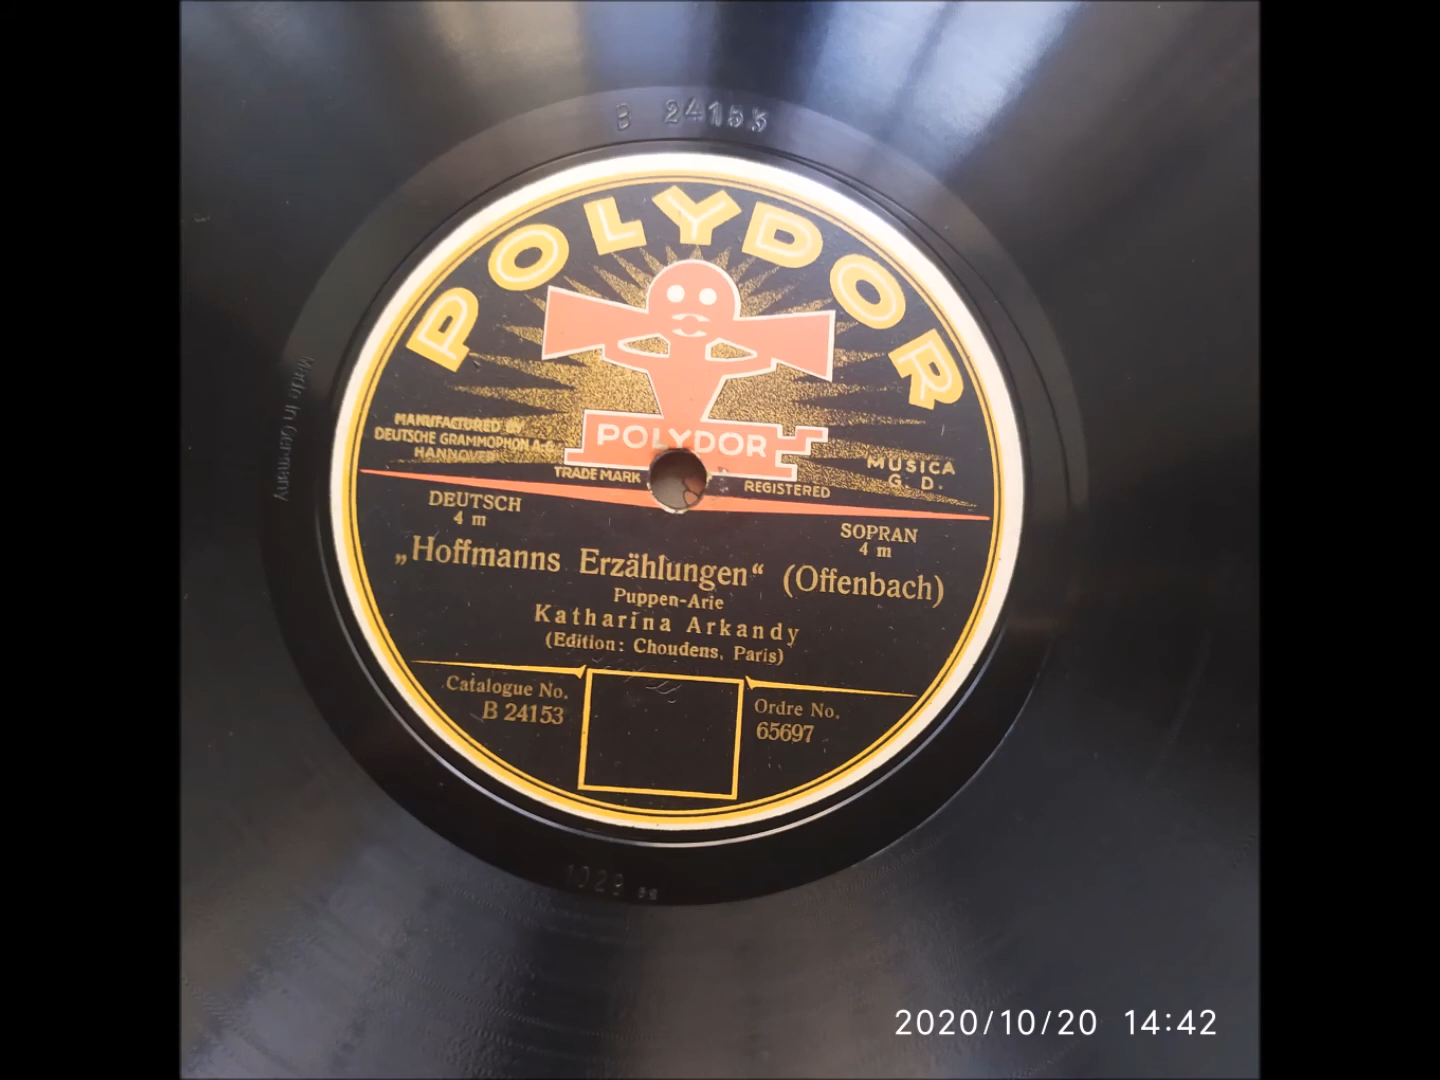 B 24153
POLYDOR
POLYDOR
MANUFACTURED BY
DEUTSCHE GRAMMOPHON A.-G.
HANNOVER
MUSICA
G. D.
TRADE MARK
REGISTERED
Made in Germany
DEUTSCH
4 m
SOPRAN
4 m
„Hoffmanns Erzählungen“ (Offenbach)
Puppen-Arie
Katharina Arkandy
(Edition: Choudens, Paris)
Catalogue No.
B 24153
Ordre No.
65697
2020/10/20 14:42